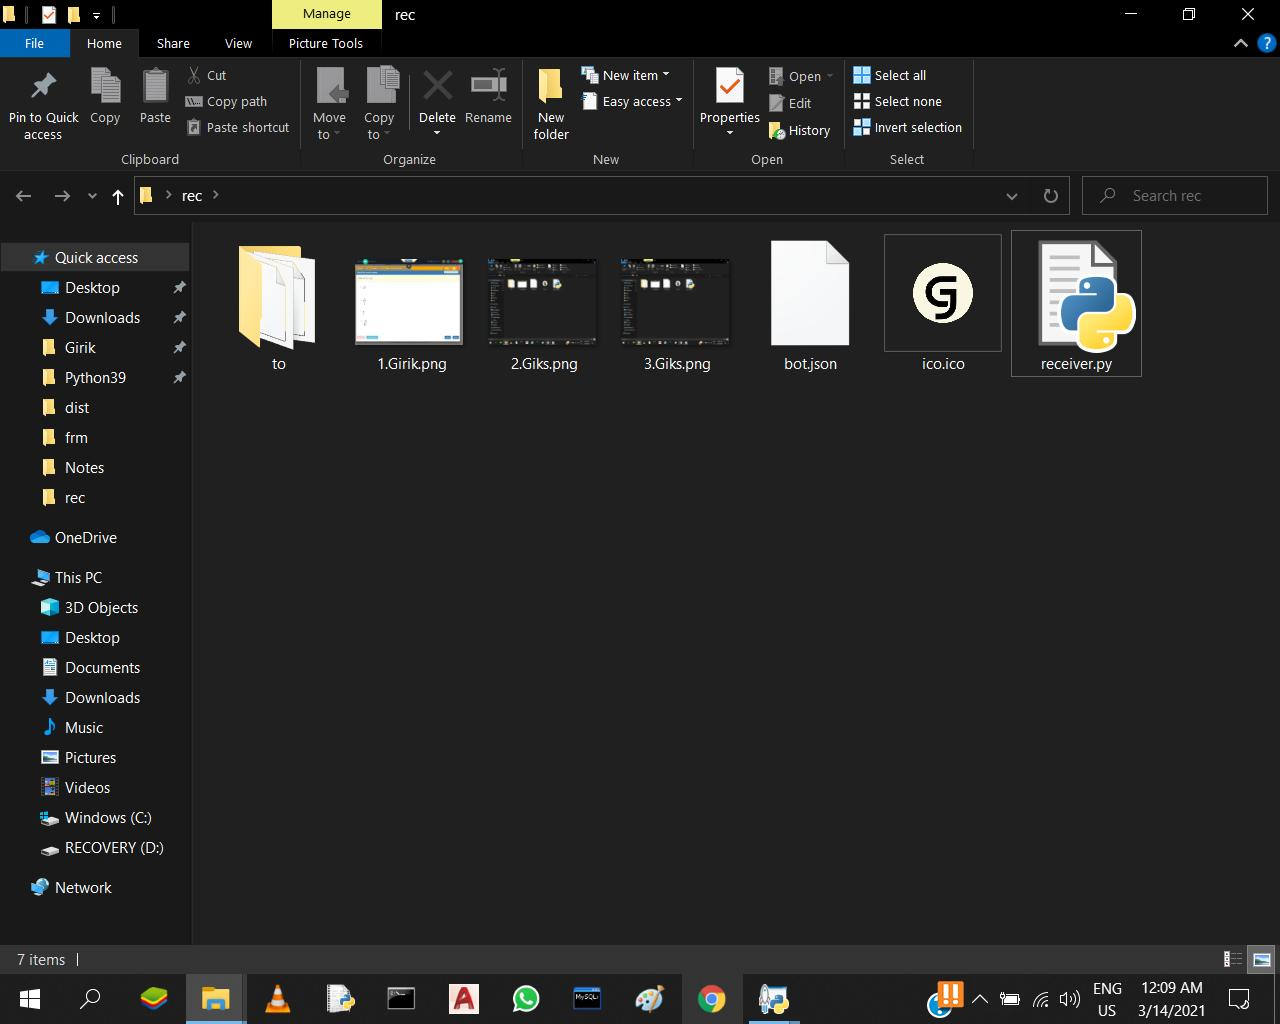 Manage
rec
File
Home
Share
View
Picture Tools
Pin to Quick
access
Copy
Paste
Cut
Copy path
Paste shortcut
Clipboard
Move
to
Copy
to
Delete
Rename
Organize
New
folder
New item
Easy access
New
Properties
Open
Edit
History
Open
Select all
Select none
Invert selection
Select
rec
Search rec
Quick access
Desktop
Downloads
Girik
Python39
dist
frm
Notes
rec
OneDrive
This PC
3D Objects
Desktop
Documents
Downloads
Music
Pictures
Videos
Windows (C:)
RECOVERY (D:)
Network
to
1.Girik.png
2.Giks.png
3.Giks.png
bot.json
ico.ico
receiver.py
7 items
MySQL
ENG
US
12:09 AM
3/14/2021